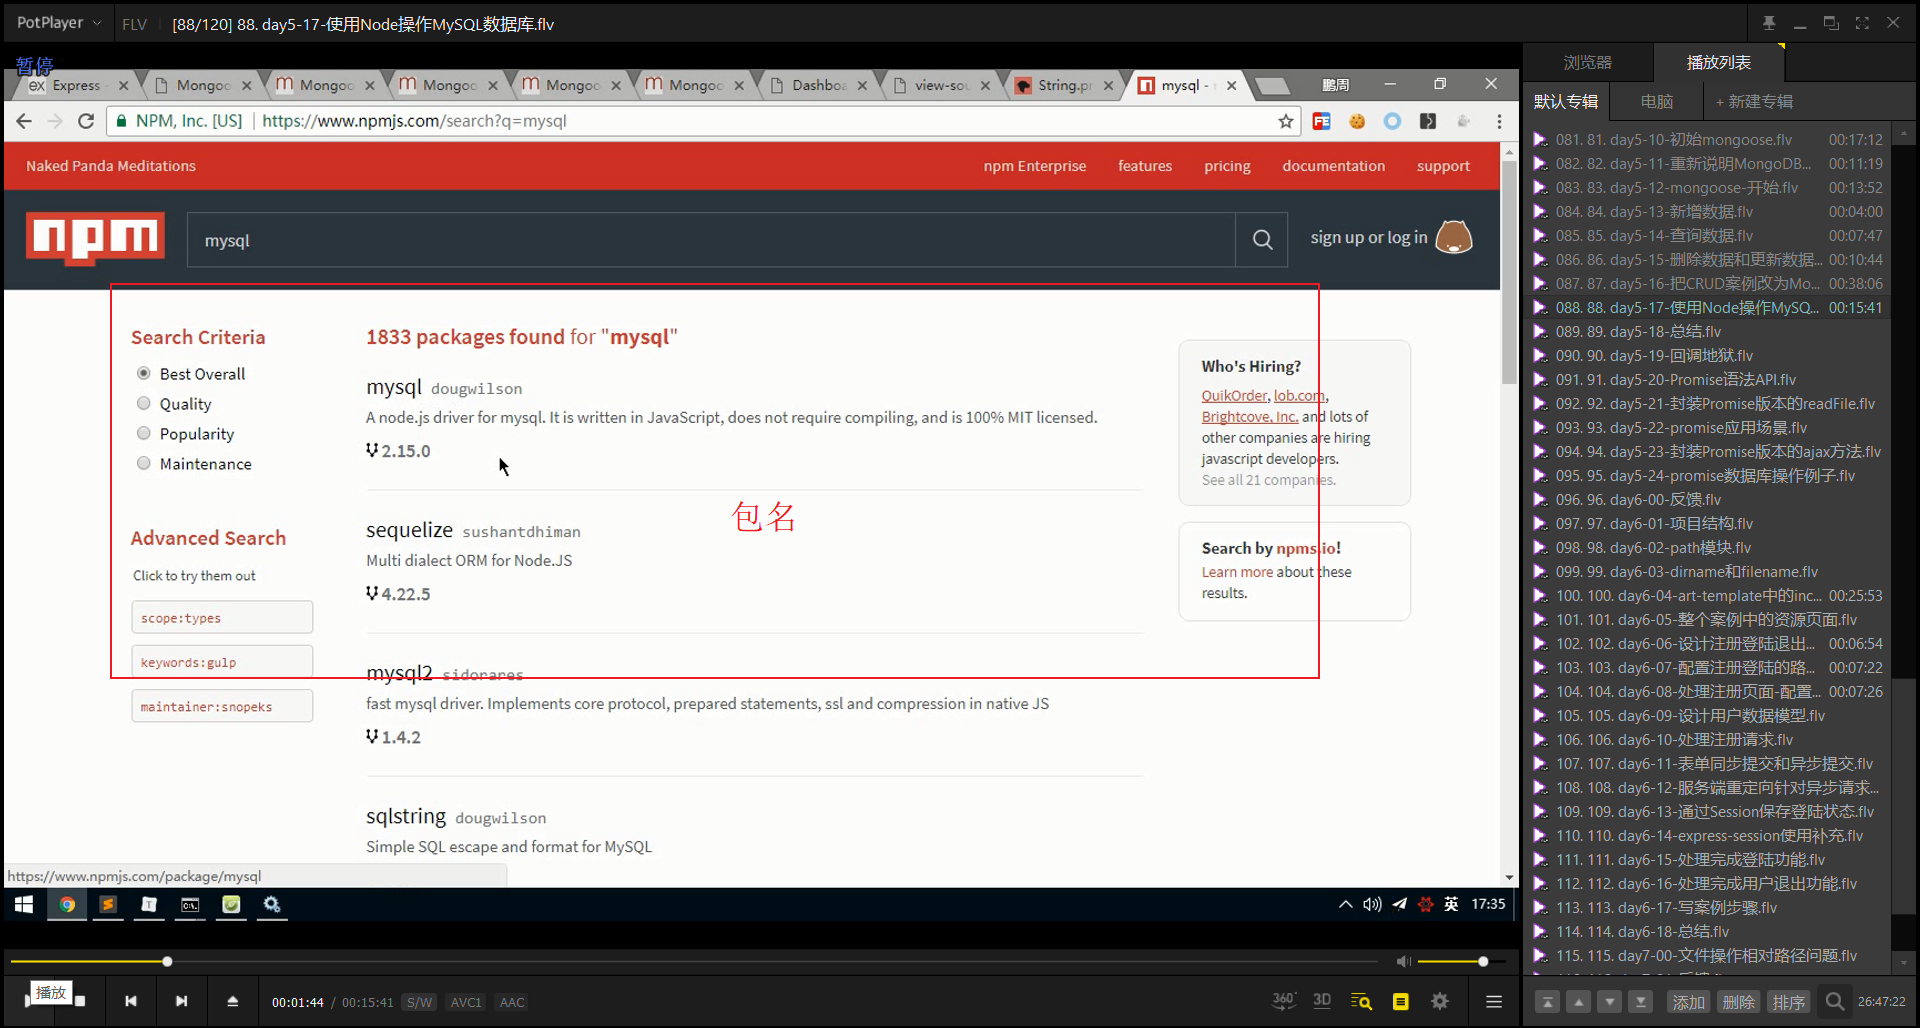 PotPlayer
FLV
[88/120] 88. day5-17-使用Node操作MySQL数据库.flv
暂停
ex Express
Mongoo
Mongoo
Mongoo
Mongoo
Mongoo
Dashboa
view-sou
String.pr
mysql -
鹏周
NPM, Inc. [US]
https://www.npmjs.com/search?q=mysql
Naked Panda Meditations
npm Enterprise
features
pricing
documentation
support
npm
mysql
sign up or log in
Search Criteria
Best Overall
Quality
Popularity
Maintenance
Advanced Search
Click to try them out
scope:types
keywords:gulp
maintainer:snopeks
1833 packages found for "mysql"
mysql dougwilson
A node.js driver for mysql. It is written in JavaScript, does not require compiling, and is 100% MIT licensed.
2.15.0
包名
sequelize sushantdhiman
Multi dialect ORM for Node.JS
4.22.5
mysql2 sidorares
fast mysql driver. Implements core protocol, prepared statements, ssl and compression in native JS
1.4.2
sqlstring dougwilson
Simple SQL escape and format for MySQL
Who's Hiring?
QuikOrder, lob.com,
Brightcove, Inc. and lots of
other companies are hiring
javascript developers.
See all 21 companies.
Search by npms.io!
Learn more about these
results.
https://www.npmjs.com/package/mysql
英
17:35
播放
00:01:44 / 00:15:41
S/W
AVC1
AAC
360°
3D
浏览器
播放列表
默认专辑
电脑
+ 新建专辑
081. 81. day5-10-初始mongoose.flv 00:17:12
082. 82. day5-11-重新说明MongoDB... 00:11:19
083. 83. day5-12-mongoose-开始.flv 00:13:52
084. 84. day5-13-新增数据.flv 00:04:00
085. 85. day5-14-查询数据.flv 00:07:47
086. 86. day5-15-删除数据和更新数据... 00:10:44
087. 87. day5-16-把CRUD案例改为Mo... 00:38:06
088. 88. day5-17-使用Node操作MySQ... 00:15:41
089. 89. day5-18-总结.flv
090. 90. day5-19-回调地狱.flv
091. 91. day5-20-Promise语法API.flv
092. 92. day5-21-封装Promise版本的readFile.flv
093. 93. day5-22-promise应用场景.flv
094. 94. day5-23-封装Promise版本的ajax方法.flv
095. 95. day5-24-promise数据库操作例子.flv
096. 96. day6-00-反馈.flv
097. 97. day6-01-项目结构.flv
098. 98. day6-02-path模块.flv
099. 99. day6-03-dirname和filename.flv
100. 100. day6-04-art-template中的inc... 00:25:53
101. 101. day6-05-整个案例中的资源页面.flv
102. 102. day6-06-设计注册登陆退出... 00:06:54
103. 103. day6-07-配置注册登陆的路... 00:07:22
104. 104. day6-08-处理注册页面-配置... 00:07:26
105. 105. day6-09-设计用户数据模型.flv
106. 106. day6-10-处理注册请求.flv
107. 107. day6-11-表单同步提交和异步提交.flv
108. 108. day6-12-服务端重定向针对异步请求...
109. 109. day6-13-通过Session保存登陆状态.flv
110. 110. day6-14-express-session使用补充.flv
111. 111. day6-15-处理完成登陆功能.flv
112. 112. day6-16-处理完成用户退出功能.flv
113. 113. day6-17-写案例步骤.flv
114. 114. day6-18-总结.flv
115. 115. day7-00-文件操作相对路径问题.flv
添加
删除
排序
26:47:22